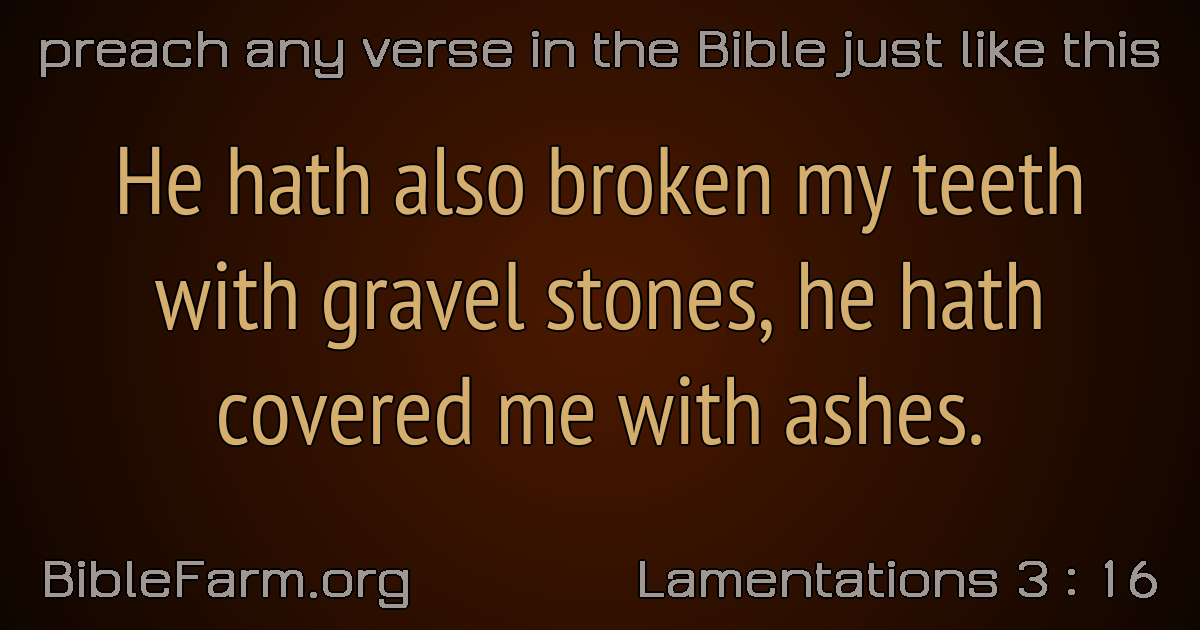 preach any verse in the Bible just like this
He hath also broken my teeth
with gravel stones, he hath
covered me with ashes.
BibleFarm.org
Lamentations 3 : 16